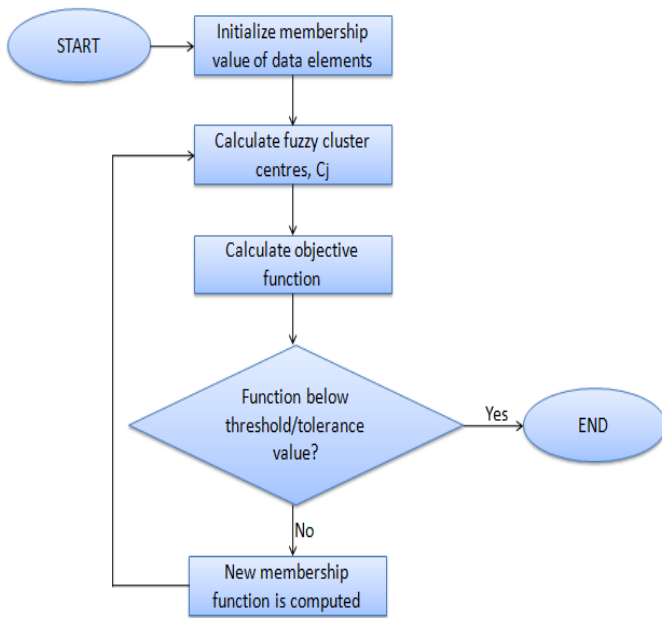 START
Initialize membership
value of data elements
Calculate fuzzy cluster
centres, Cj
Calculate objective
function
Function below
threshold/tolerance
value?
Yes
END
No
New membership
function is computed